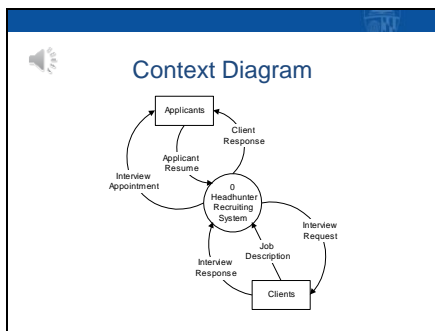 Context Diagram
Applicants
Client
Response
Applicant
Resume
Interview
Appointment
0
Headhunter
Recruiting
System
Interview
Request
Job
Description
Interview
Response
Clients